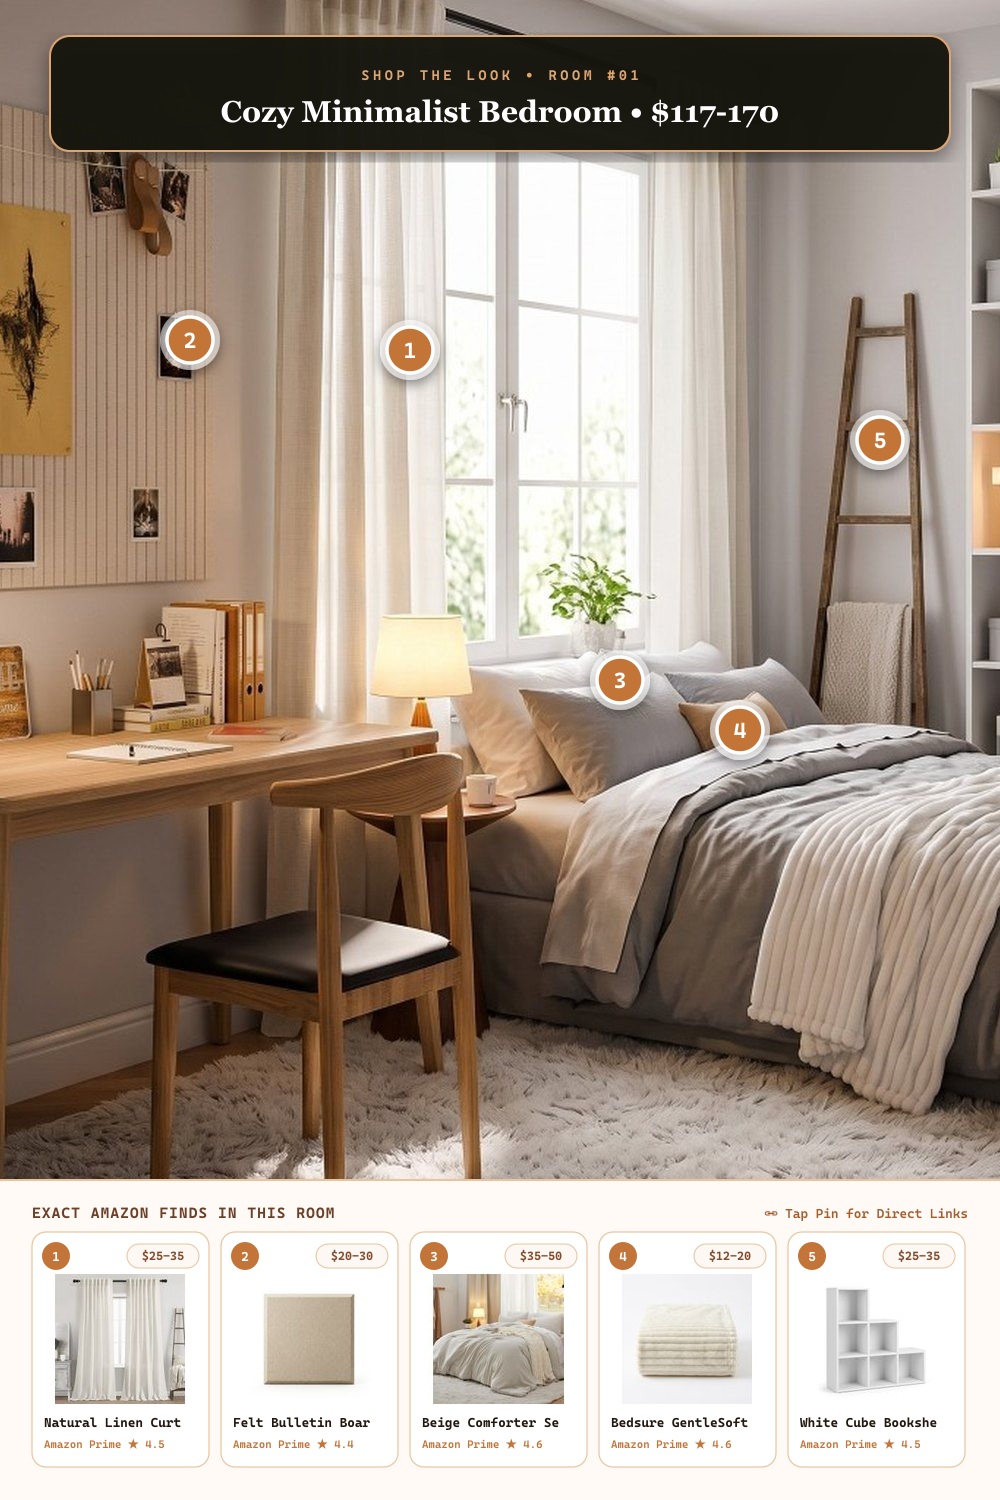 SHOP THE LOOK • ROOM #01
Cozy Minimalist Bedroom • $117-170
2
1
5
3
4
EXACT AMAZON FINDS IN THIS ROOM
Tap Pin for Direct Links
1
$25-35
Natural Linen Curt
Amazon Prime ★ 4.5
2
$20-30
Felt Bulletin Boar
Amazon Prime ★ 4.4
3
$35-50
Beige Comforter Se
Amazon Prime ★ 4.6
4
$12-20
Bedsure GentleSoft
Amazon Prime ★ 4.6
5
$25-35
White Cube Bookshe
Amazon Prime ★ 4.5